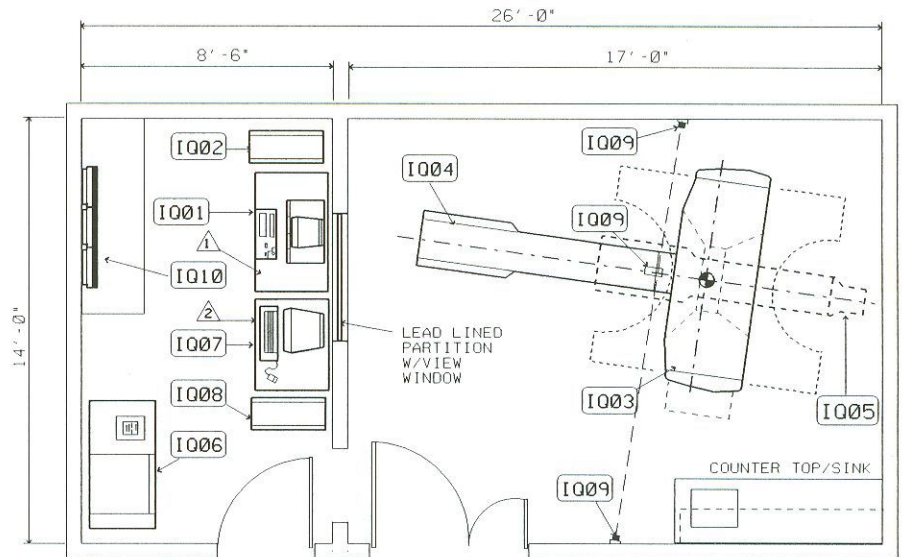 26'-0"
8'-6"
17'-0"
14'-0"
IQ02
IQ09
IQ04
IQ01
IQ09
1
IQ10
2
IQ07
LEAD LINED
PARTITION
W/VIEW
WINDOW
IQ08
IQ03
IQ05
IQ06
COUNTER TOP/SINK
IQ09